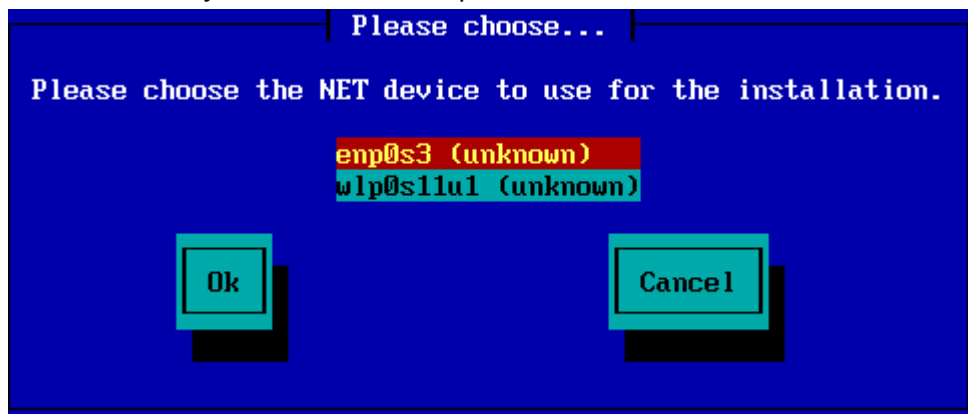 Please choose...
Please choose the NET device to use for the installation.
enp0s3 (unknown)
wlp0s11u1 (unknown)
Ok
Cancel